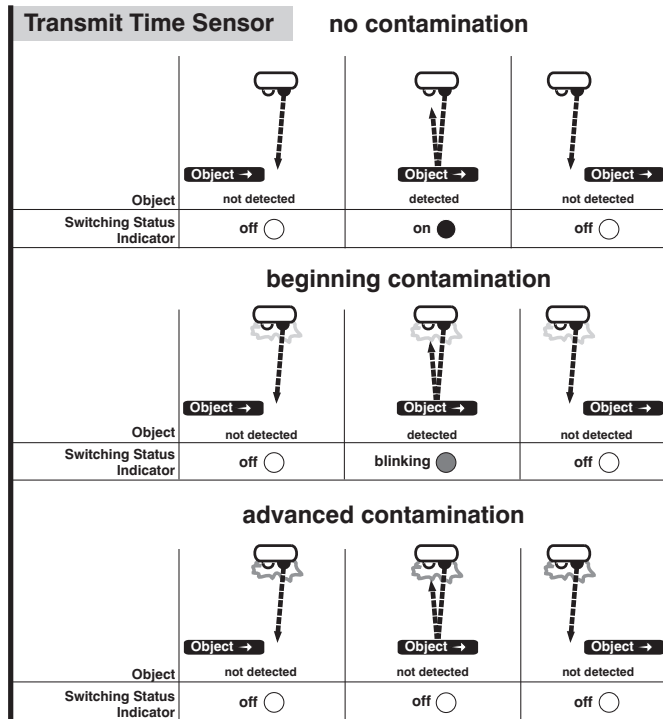 Transmit Time Sensor no contamination
Object → Object → Object →
Object not detected detected not detected
Switching Status Indicator off on off
beginning contamination
Object → Object → Object →
Object not detected detected not detected
Switching Status Indicator off blinking off
advanced contamination
Object → Object → Object →
Object not detected not detected not detected
Switching Status Indicator off off off